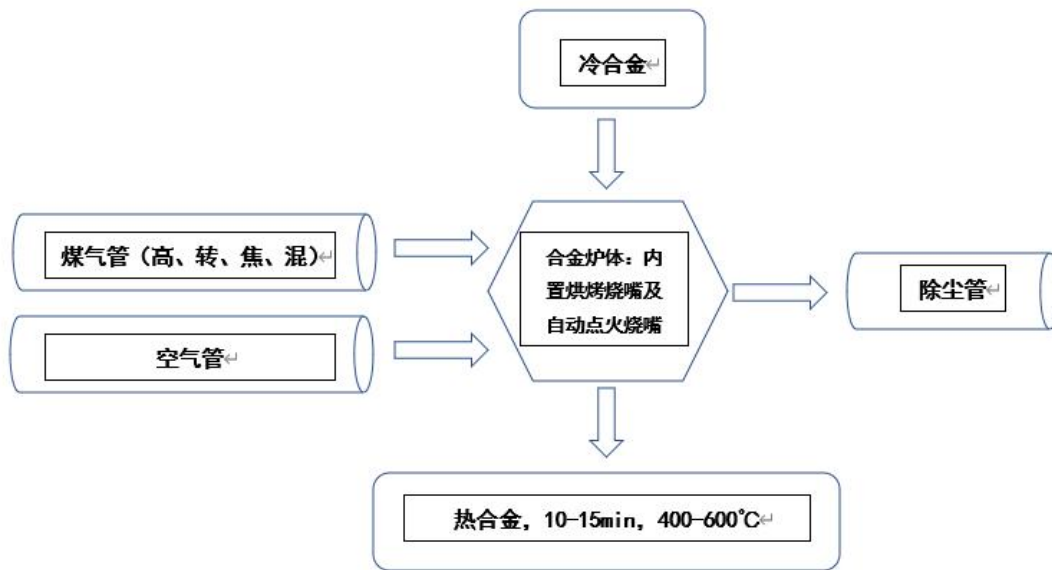 冷合金↵
煤气管（高、转、焦、混）↵
合金炉体：内
置烘烤烧嘴及
自动点火烧嘴
除尘管↵
空气管↵
热合金，10-15min，400-600℃↵